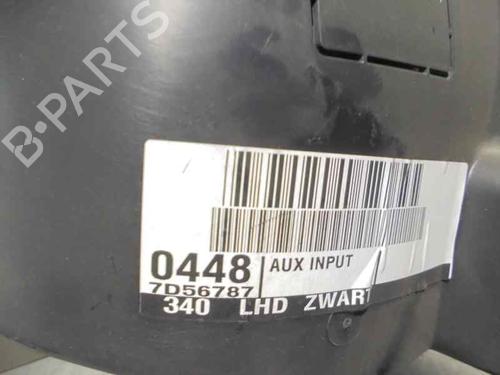 B-PARTS
0448 AUX INPUT
7D56787
340 LHD ZWART